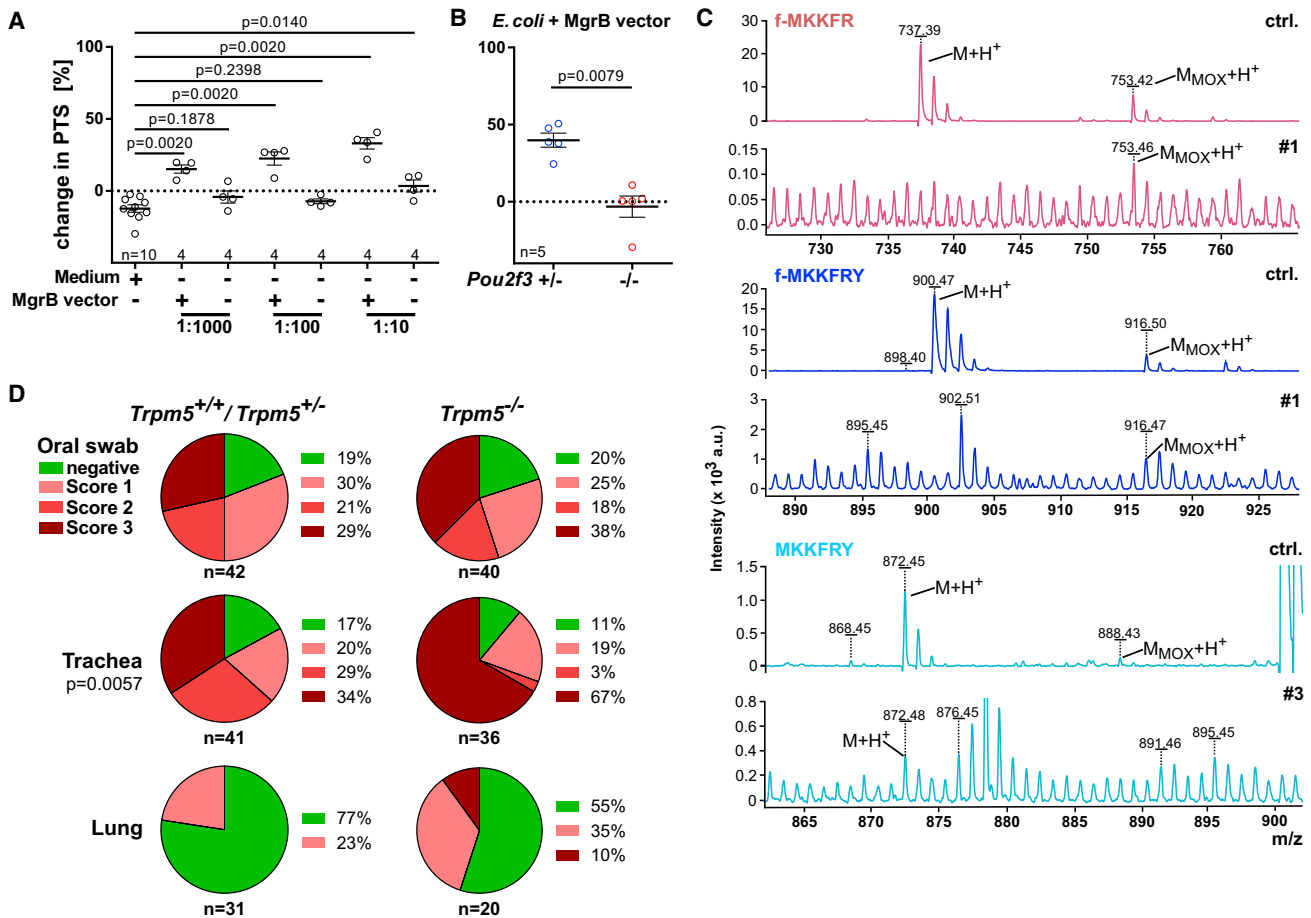 A
p=0.0140
p=0.0020
p=0.2398
p=0.0020
p=0.1878
p=0.0020
change in PTS [%]
100
50
0
n=10 4 4 4 4 4 4
Medium + - - - - - -
MgrB vector - + - + - + -
1:1000 1:100 1:10
B
E. coli + MgrB vector
p=0.0079
100
50
0
n=5
Pou2f3 +/- -/-
C
Intensity (x 10³ a.u.)
f-MKKFR ctrl.
30
20
10
0
737.39
M+H⁺
753.42
M_MOX+H⁺
#1
0.15
0.10
0.05
0.0
753.46
M_MOX+H⁺
730 735 740 745 750 755 760
f-MKKFRY ctrl.
20
15
10
5
0
898.40
900.47
M+H⁺
916.50
M_MOX+H⁺
#1
3
2
1
0
895.45
902.51
916.47
M_MOX+H⁺
890 895 900 905 910 915 920 925
MKKFRY ctrl.
1.5
1.0
0.5
0
868.45
872.45
M+H⁺
888.43
M_MOX+H⁺
#3
0.8
0.6
0.4
0.2
0
M+H⁺
872.48
876.45
891.46
895.45
865 870 875 880 885 890 895 900
m/z
D
Trpm5+/+/Trpm5+/- Trpm5-/-
Oral swab
negative
Score 1
Score 2
Score 3
19%
30%
21%
29%
n=42
20%
25%
18%
38%
n=40
Trachea
p=0.0057
17%
20%
29%
34%
n=41
11%
19%
3%
67%
n=36
Lung
77%
23%
n=31
55%
35%
10%
n=20